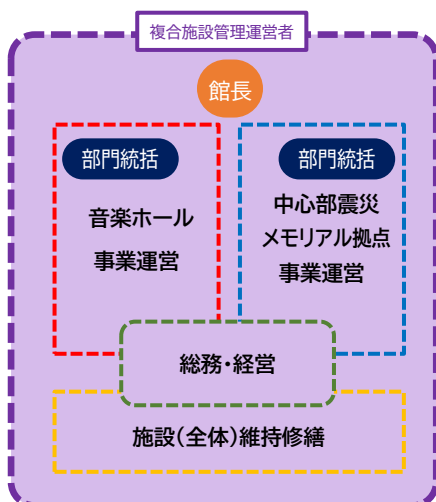 複合施設管理運営者
館長
部門統括
音楽ホール
事業運営
部門統括
中心部震災
メモリアル拠点
事業運営
総務・経営
施設(全体)維持修繕